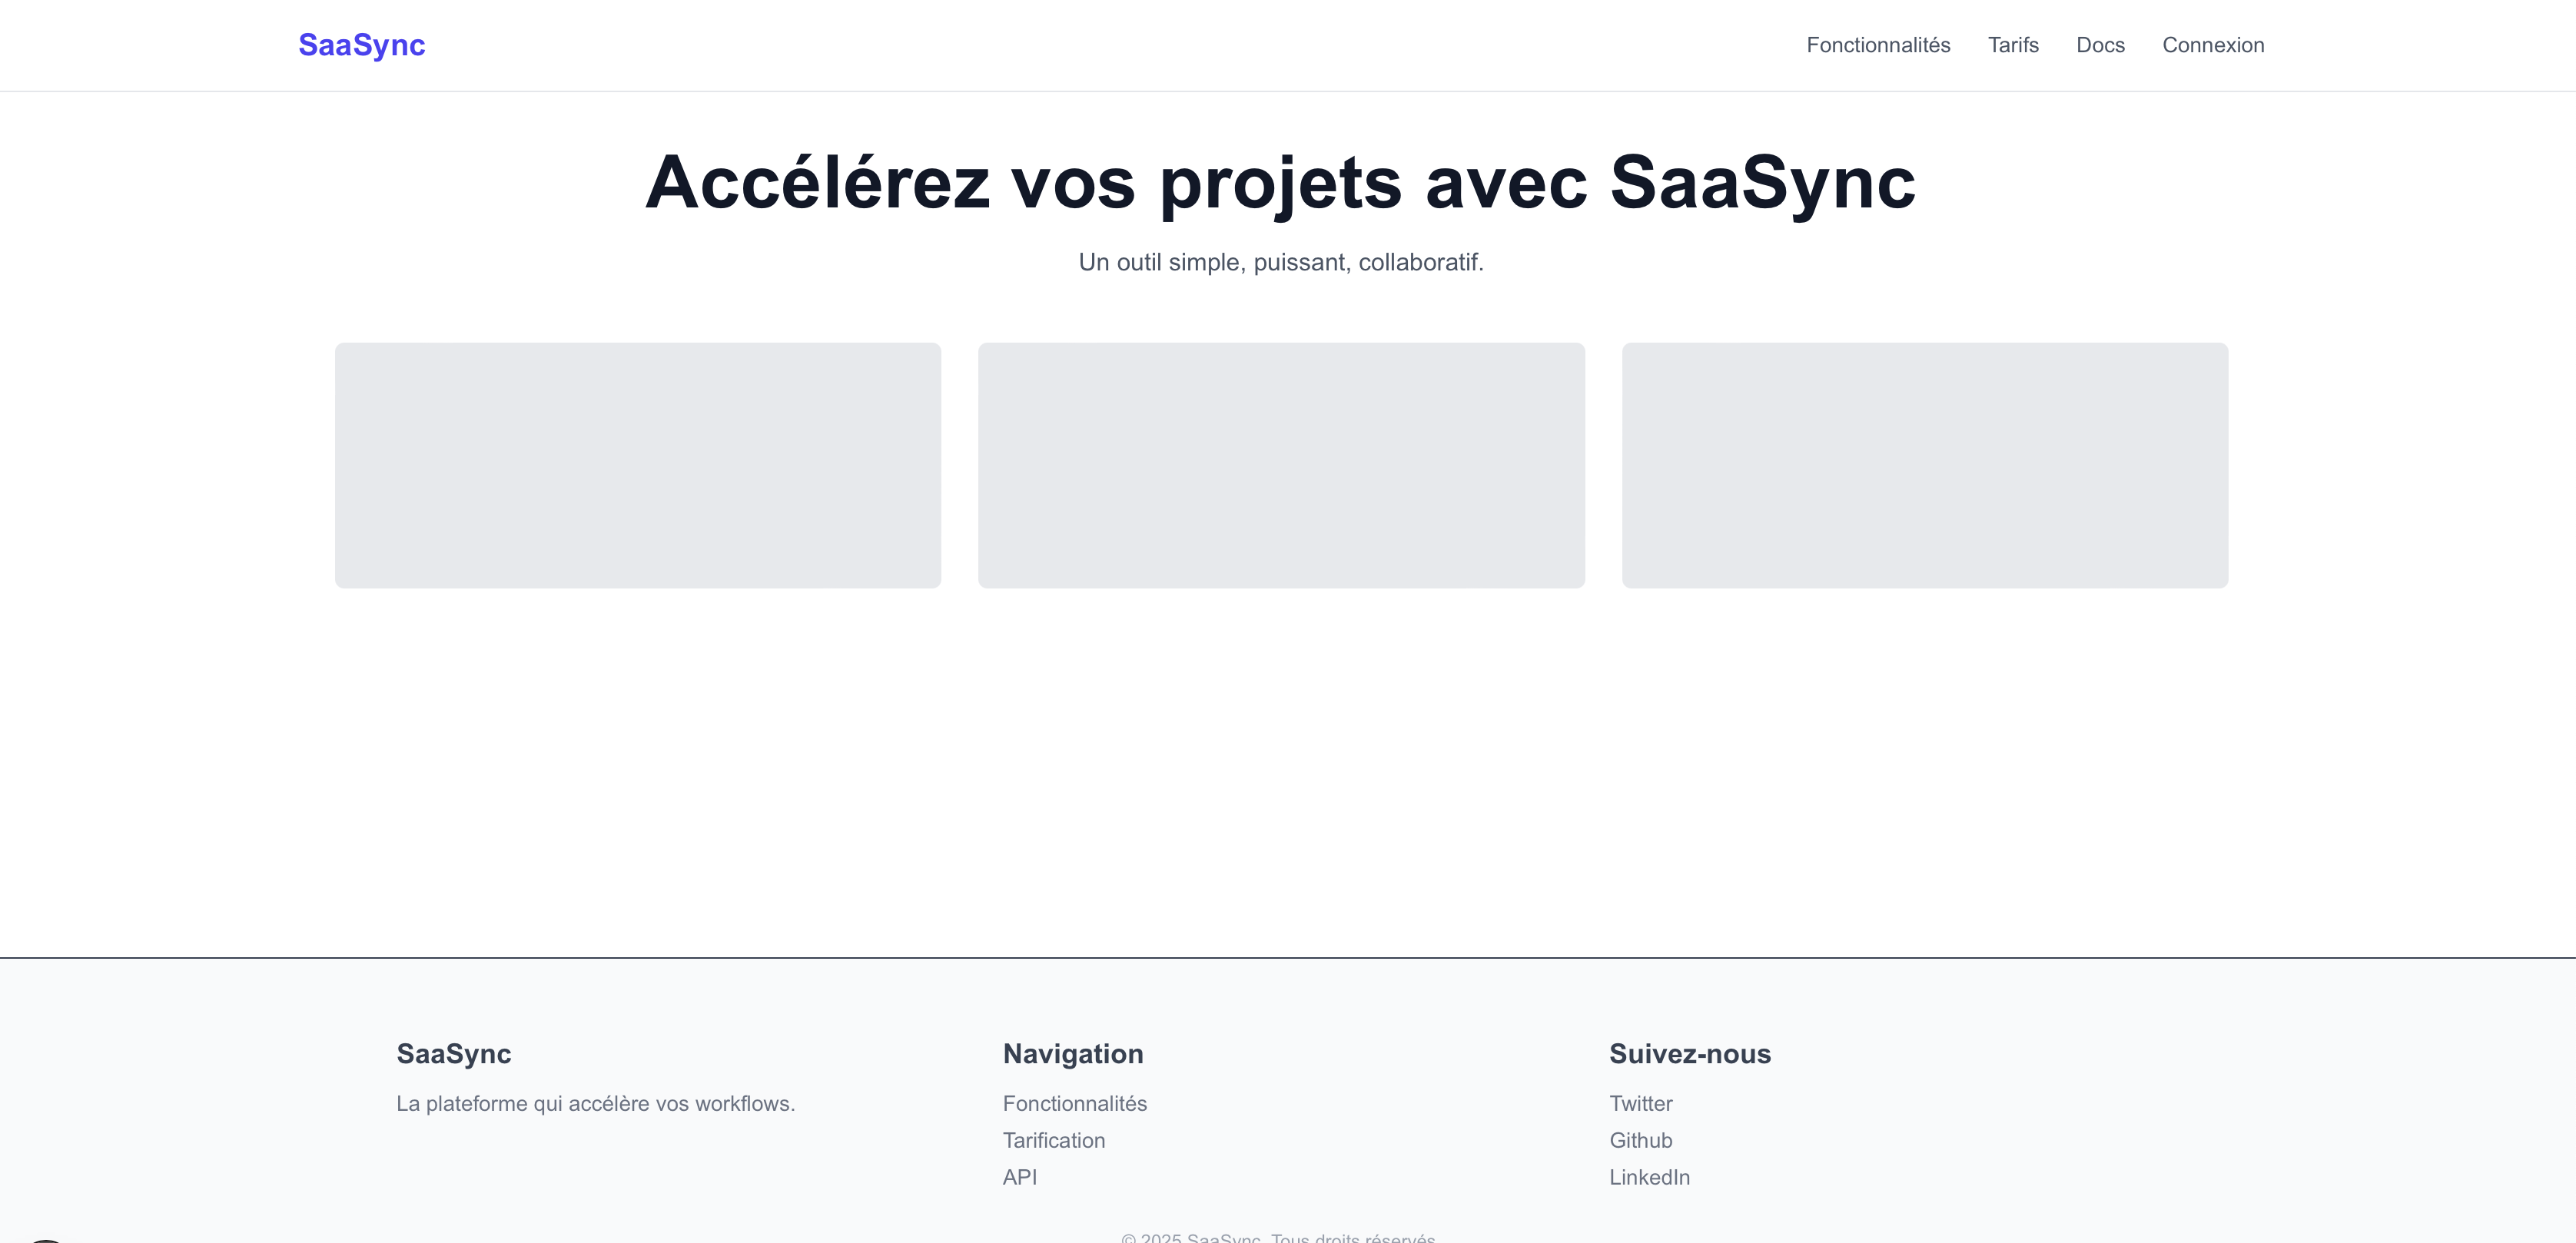 SaaSync
Fonctionnalités Tarifs Docs Connexion
Accélérez vos projets avec SaaSync
Un outil simple, puissant, collaboratif.
SaaSync
La plateforme qui accélère vos workflows.
Navigation
Fonctionnalités
Tarification
API
Suivez-nous
Twitter
Github
LinkedIn
© 2025 SaaSync. Tous droits réservés.